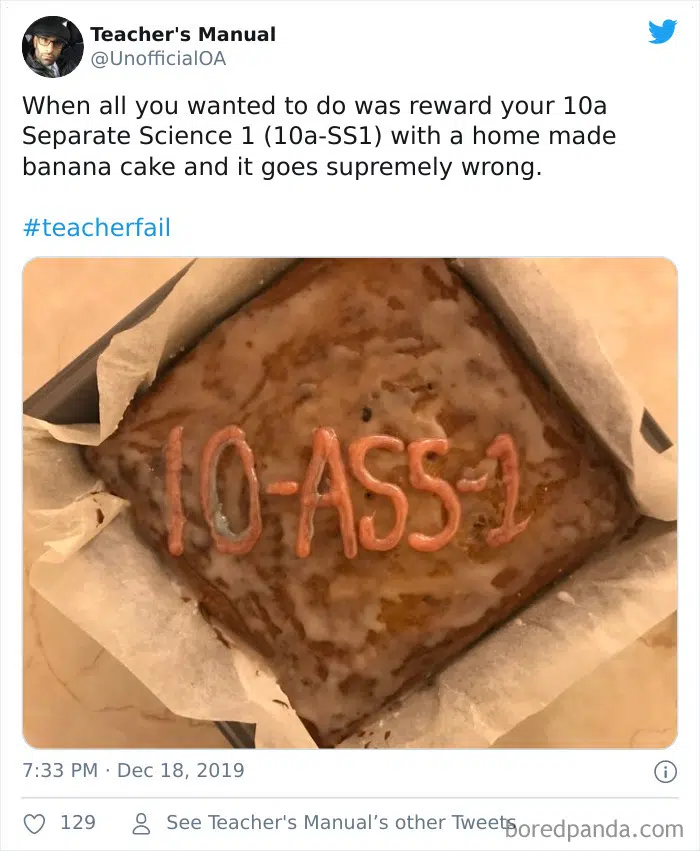 Teacher's Manual
@UnofficialOA
When all you wanted to do was reward your 10a
Separate Science 1 (10a-SS1) with a home made
banana cake and it goes supremely wrong.
#teacherfail
10-ASS-1
7:33 PM · Dec 18, 2019
129
See Teacher's Manual’s other Tweets
boredpanda.com